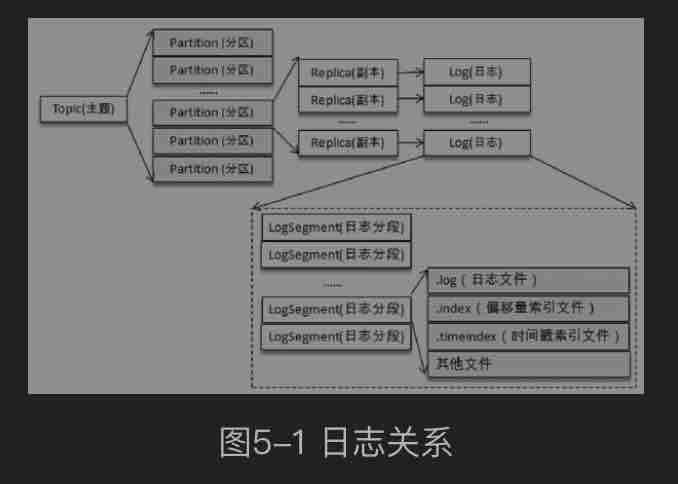 Topic(主题)
Partition (分区)
Partition (分区)
......
Partition (分区)
Partition (分区)
Partition (分区)
Replica(副本)
Replica(副本)
......
Replica(副本)
Log(日志)
Log(日志)
......
Log(日志)
LogSegment(日志分段)
LogSegment(日志分段)
......
LogSegment(日志分段)
LogSegment(日志分段)
.log（日志文件）
.index（偏移量索引文件）
.timeindex（时间戳索引文件）
其他文件
图5-1 日志关系